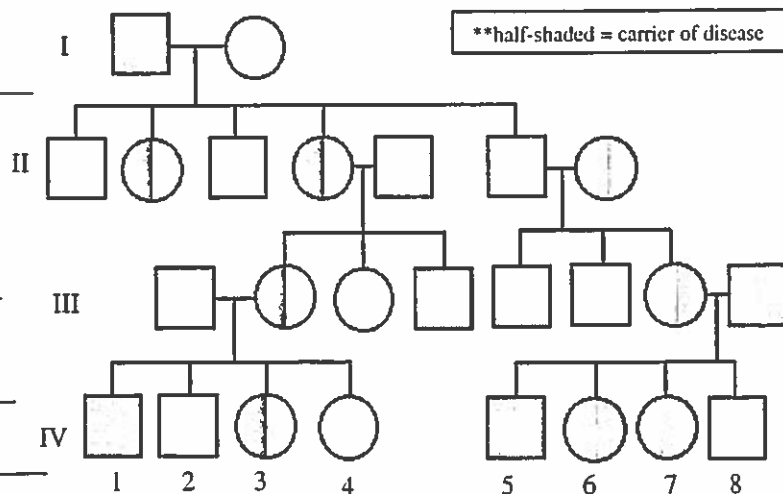 I
**half-shaded = carrier of disease
II
III
IV
1 2 3 4 5 6 7 8